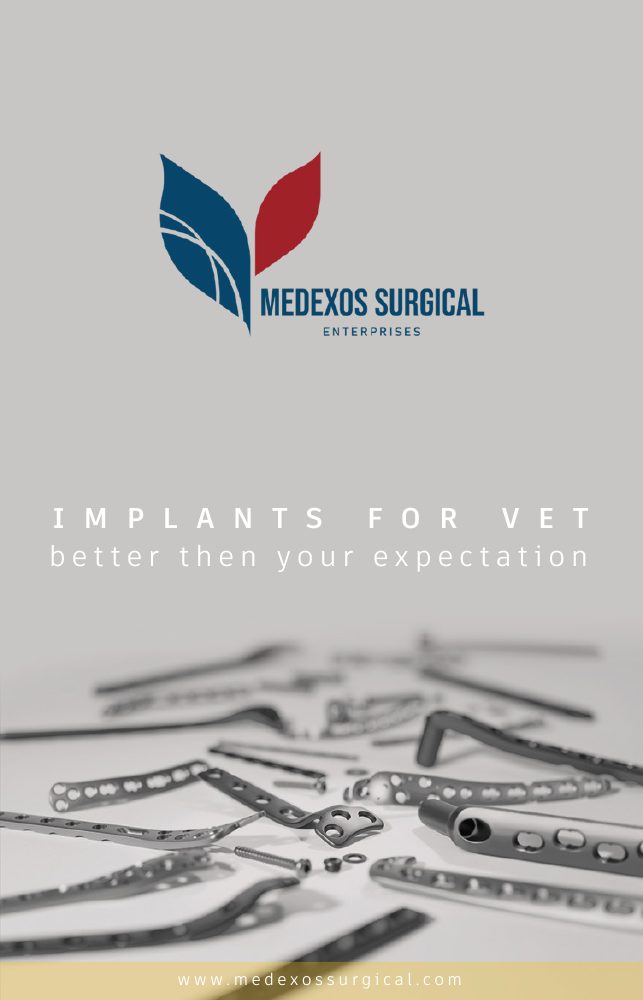 MEDEXOS SURGICAL
ENTERPRISES
IMPLANTS FOR VET
better then your expectation
www.medexossurgical.com